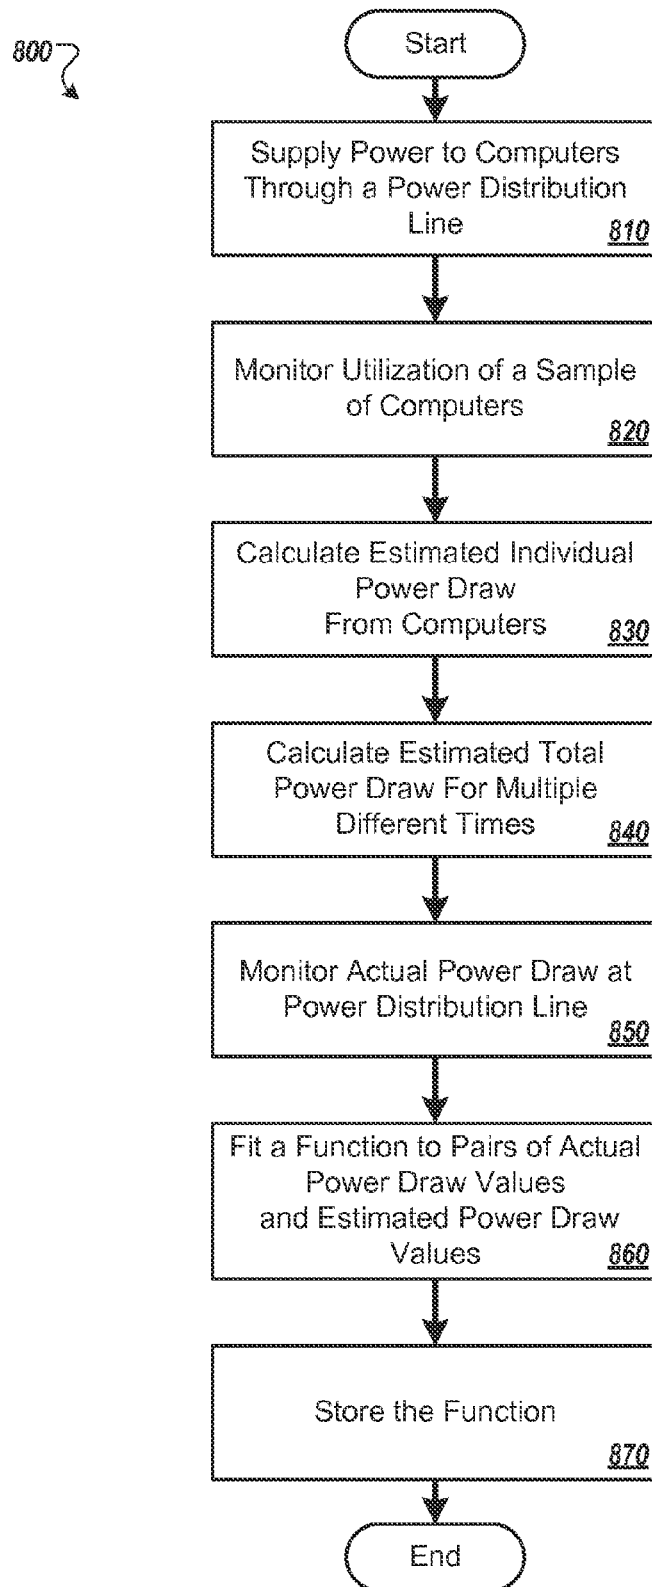 800
Start
Supply Power to Computers
Through a Power Distribution
Line
810
Monitor Utilization of a Sample
of Computers
820
Calculate Estimated Individual
Power Draw
From Computers
830
Calculate Estimated Total
Power Draw For Multiple
Different Times
840
Monitor Actual Power Draw at
Power Distribution Line
850
Fit a Function to Pairs of Actual
Power Draw Values
and Estimated Power Draw
Values
860
Store the Function
870
End